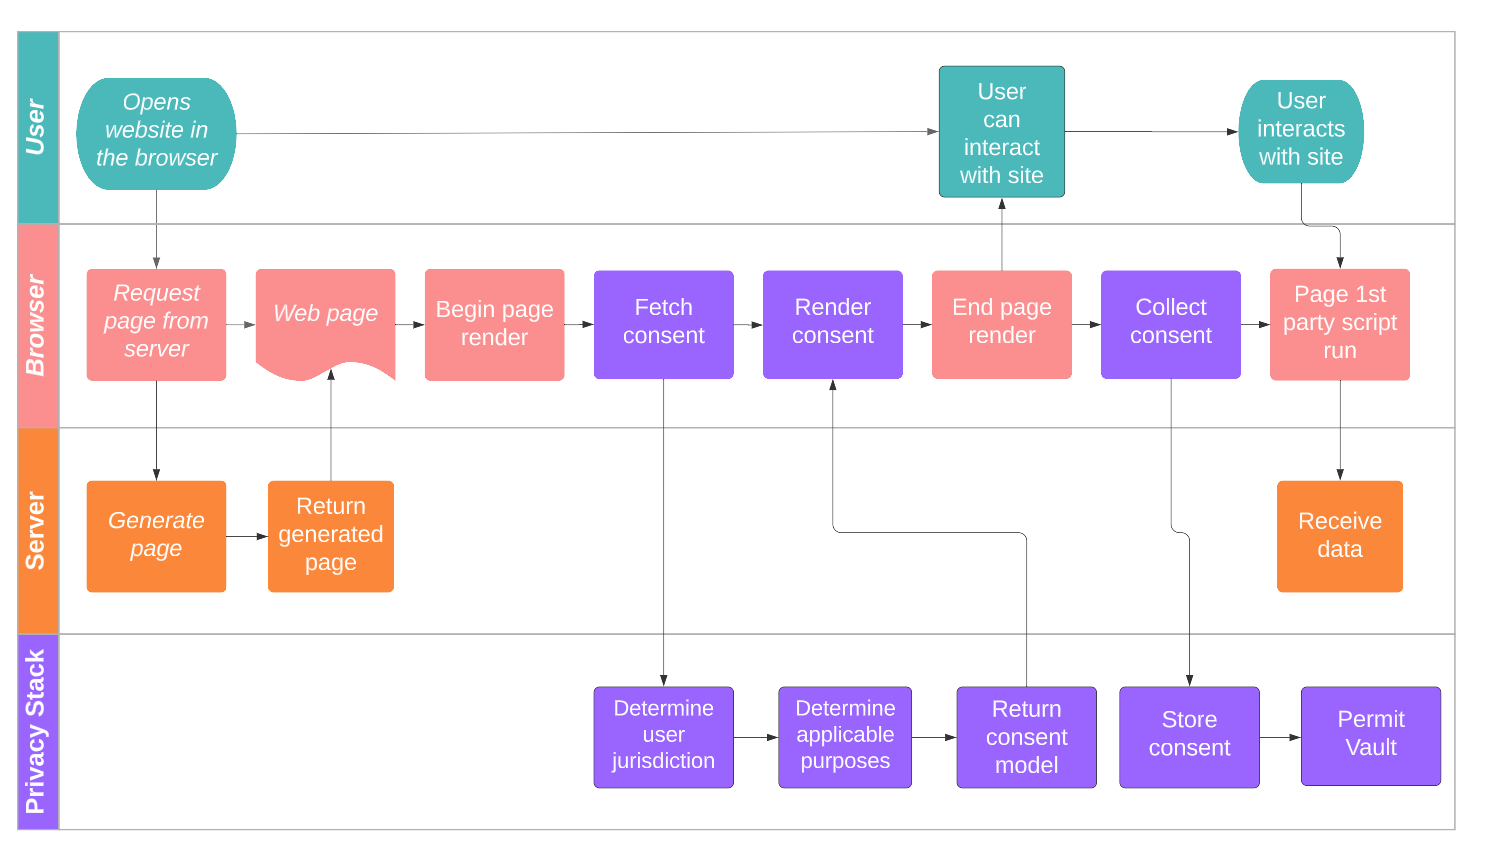 User
Opens
website in
the browser
User
can
interact
with site
User
interacts
with site
Browser
Request
page from
server
Web page
Begin page
render
Fetch
consent
Render
consent
End page
render
Collect
consent
Page 1st
party script
run
Server
Generate
page
Return
generated
page
Receive
data
Privacy Stack
Determine
user
jurisdiction
Determine
applicable
purposes
Return
consent
model
Store
consent
Permit
Vault